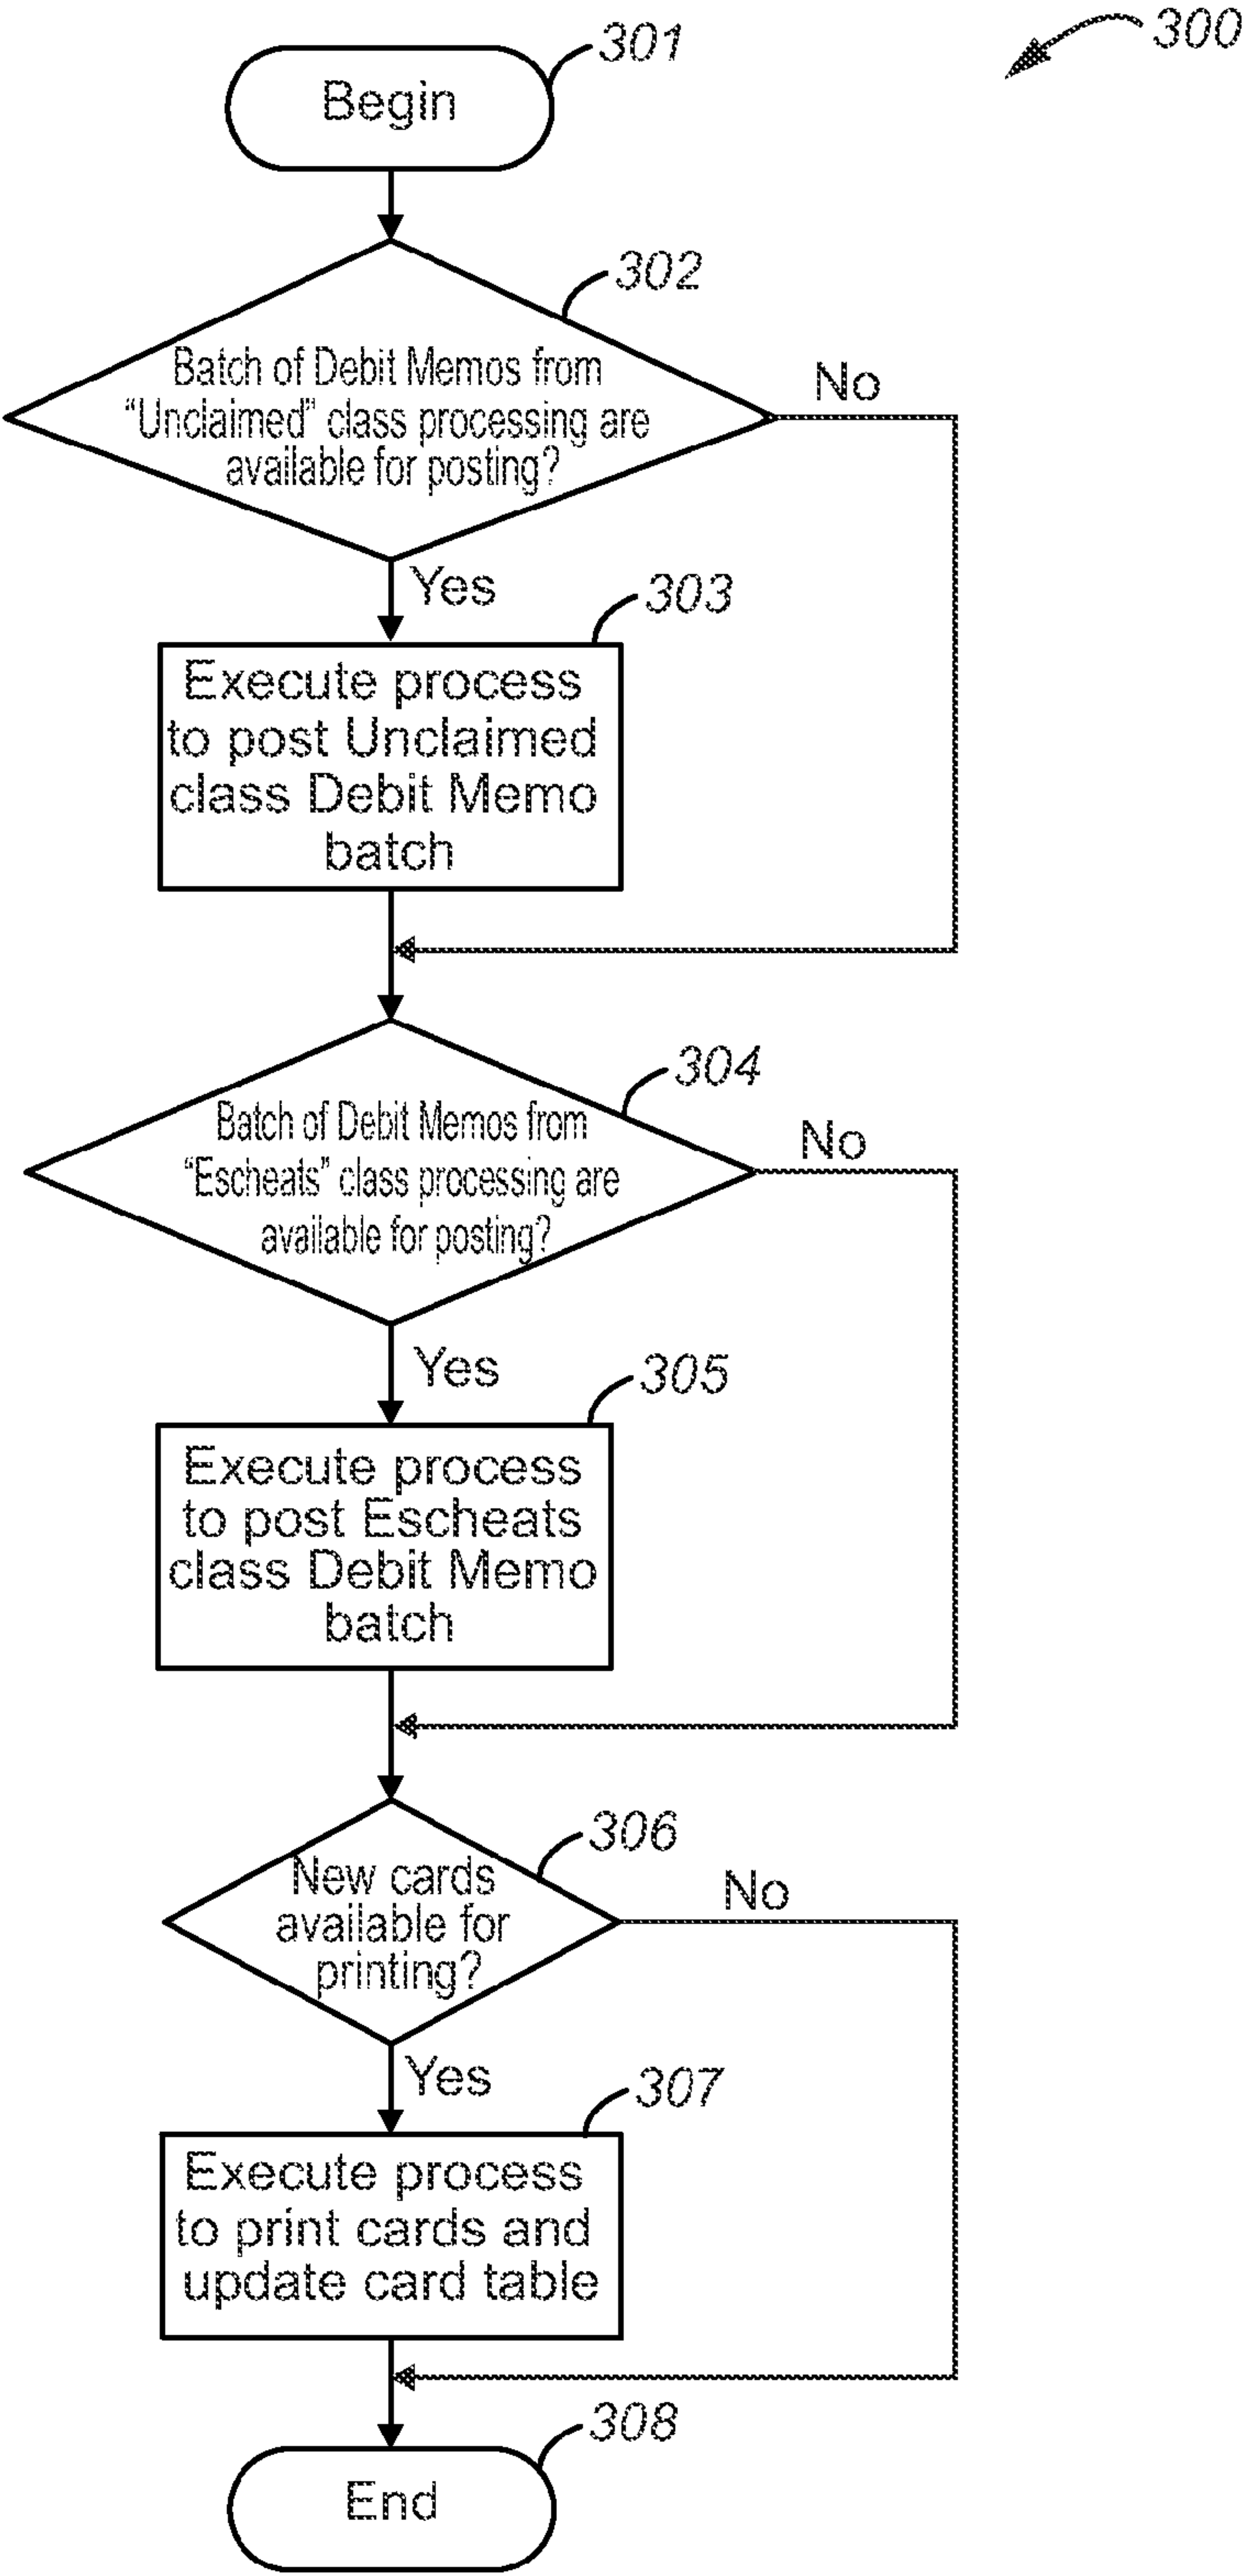 300
301
Begin
302
Batch of Debit Memos from
“Unclaimed” class processing are
available for posting?
No
Yes
303
Execute process
to post Unclaimed
class Debit Memo
batch
304
Batch of Debit Memos from
“Escheats” class processing are
available for posting?
No
Yes
305
Execute process
to post Escheats
class Debit Memo
batch
306
New cards
available for
printing?
No
Yes
307
Execute process
to print cards and
update card table
308
End